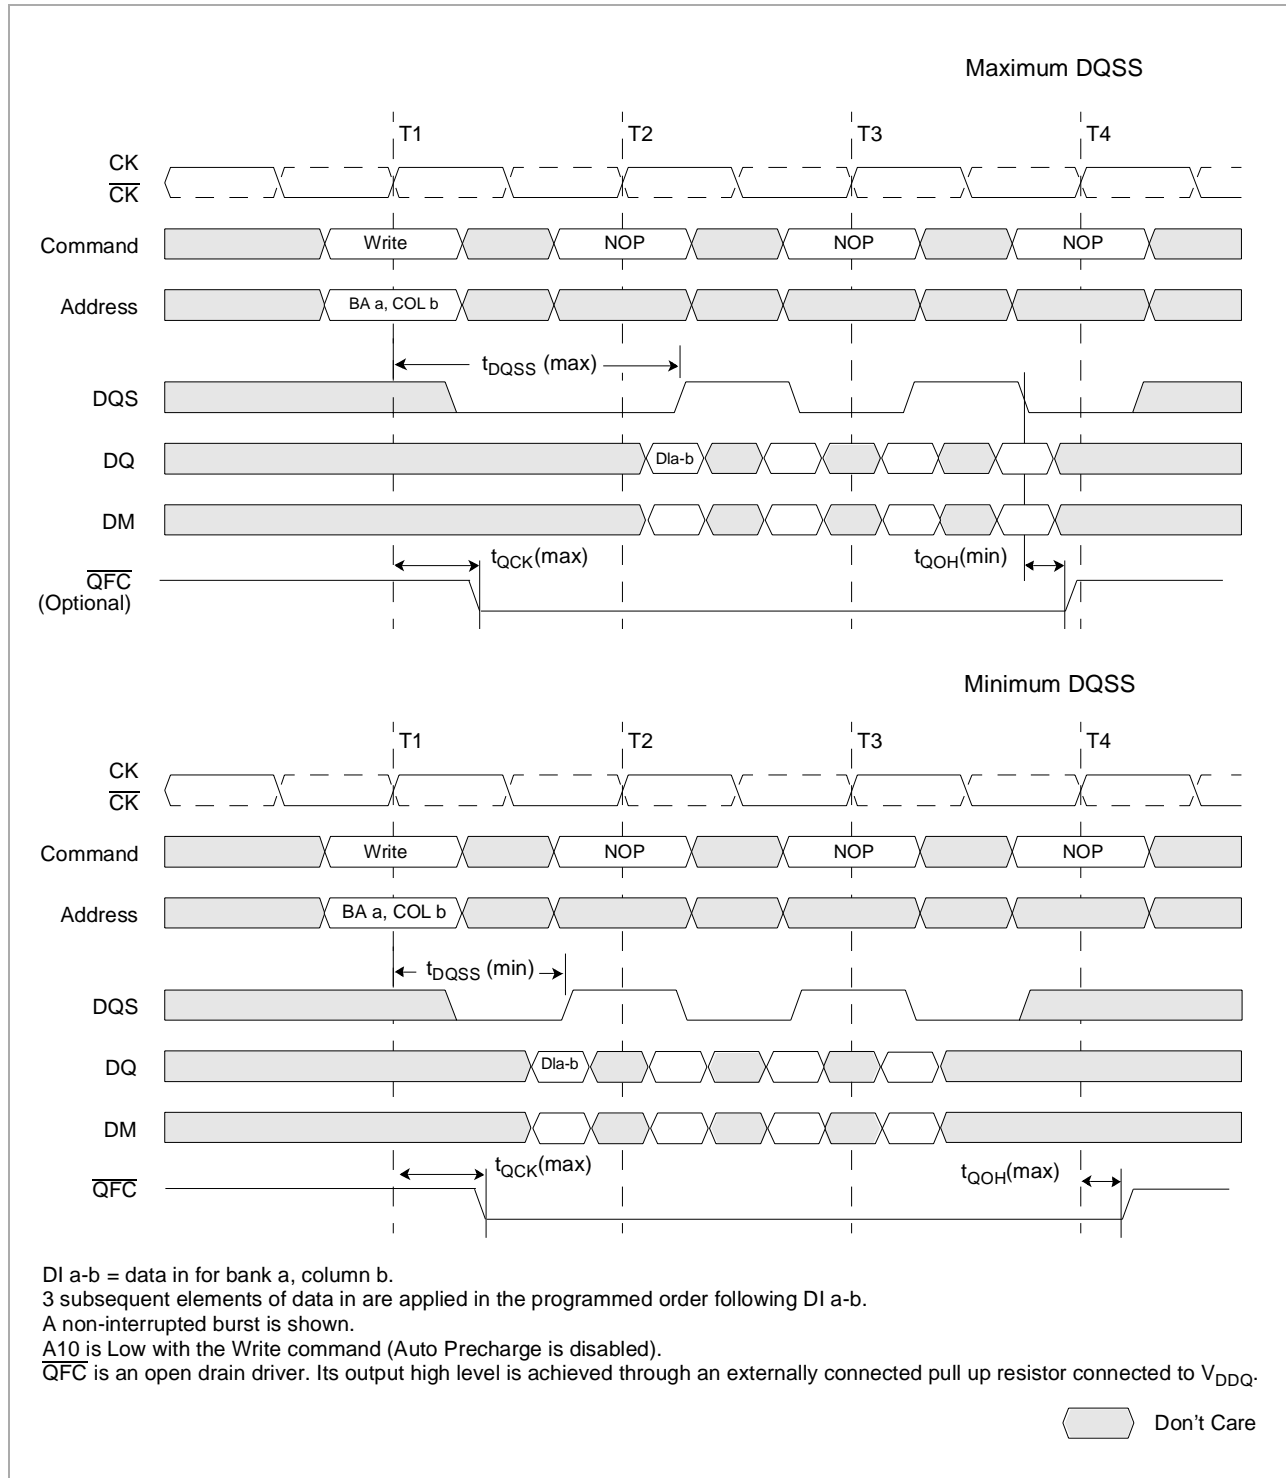 Maximum DQSS
T1 T2 T3 T4
CK
CK
Command Write NOP NOP NOP
Address BA a, COL b
tDQSS (max)
DQS
DQ DIa-b
DM
tQCK(max) tQOH(min)
QFC
(Optional)
Minimum DQSS
T1 T2 T3 T4
CK
CK
Command Write NOP NOP NOP
Address BA a, COL b
tDQSS (min)
DQS
DQ DIa-b
DM
tQCK(max) tQOH(max)
QFC
DI a-b = data in for bank a, column b.
3 subsequent elements of data in are applied in the programmed order following DI a-b.
A non-interrupted burst is shown.
A10 is Low with the Write command (Auto Precharge is disabled).
QFC is an open drain driver. Its output high level is achieved through an externally connected pull up resistor connected to VDDQ.
Don't Care